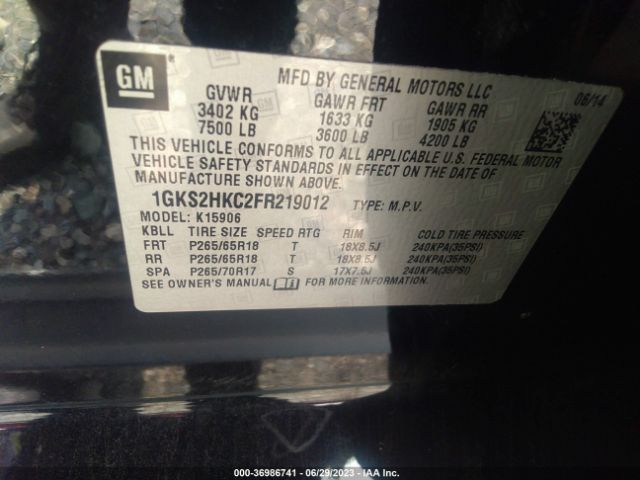 GM
MFD BY GENERAL MOTORS LLC
06/14
GVWR GAWR FRT GAWR RR
3402 KG 1633 KG 1905 KG
7500 LB 3600 LB 4200 LB
THIS VEHICLE CONFORMS TO ALL APPLICABLE U.S. FEDERAL MOTOR
VEHICLE SAFETY STANDARDS IN EFFECT ON THE DATE OF
MANUFACTURE SHOWN ABOVE.
1GKS2HKC2FR219012 TYPE: M.P.V.
MODEL: K15906
KBLL TIRE SIZE SPEED RTG RIM COLD TIRE PRESSURE
FRT P265/65R18 T 18X8.5J 240KPA(35PSI)
RR P265/65R18 T 18X8.5J 240KPA(35PSI)
SPA P265/70R17 S 17X7.5J 240KPA(35PSI)
SEE OWNER'S MANUAL FOR MORE INFORMATION.
000-36986741 - 06/29/2023 - IAA Inc.